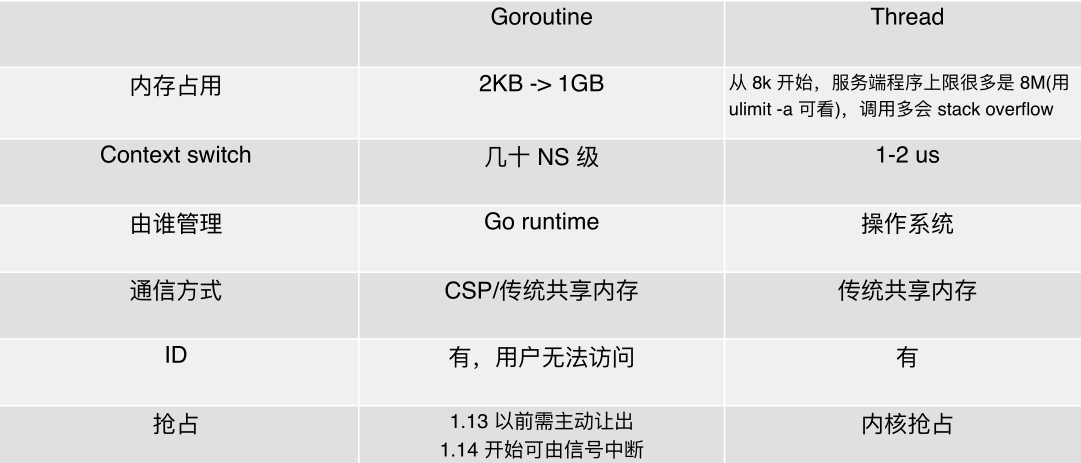 Goroutine Thread
内存占用 2KB -> 1GB 从 8k 开始，服务端程序上限很多是 8M(用
ulimit -a 可看)，调用多会 stack overflow
Context switch 几十 NS 级 1-2 us
由谁管理 Go runtime 操作系统
通信方式 CSP/传统共享内存 传统共享内存
ID 有，用户无法访问 有
抢占 1.13 以前需主动让出 内核抢占
1.14 开始可由信号中断